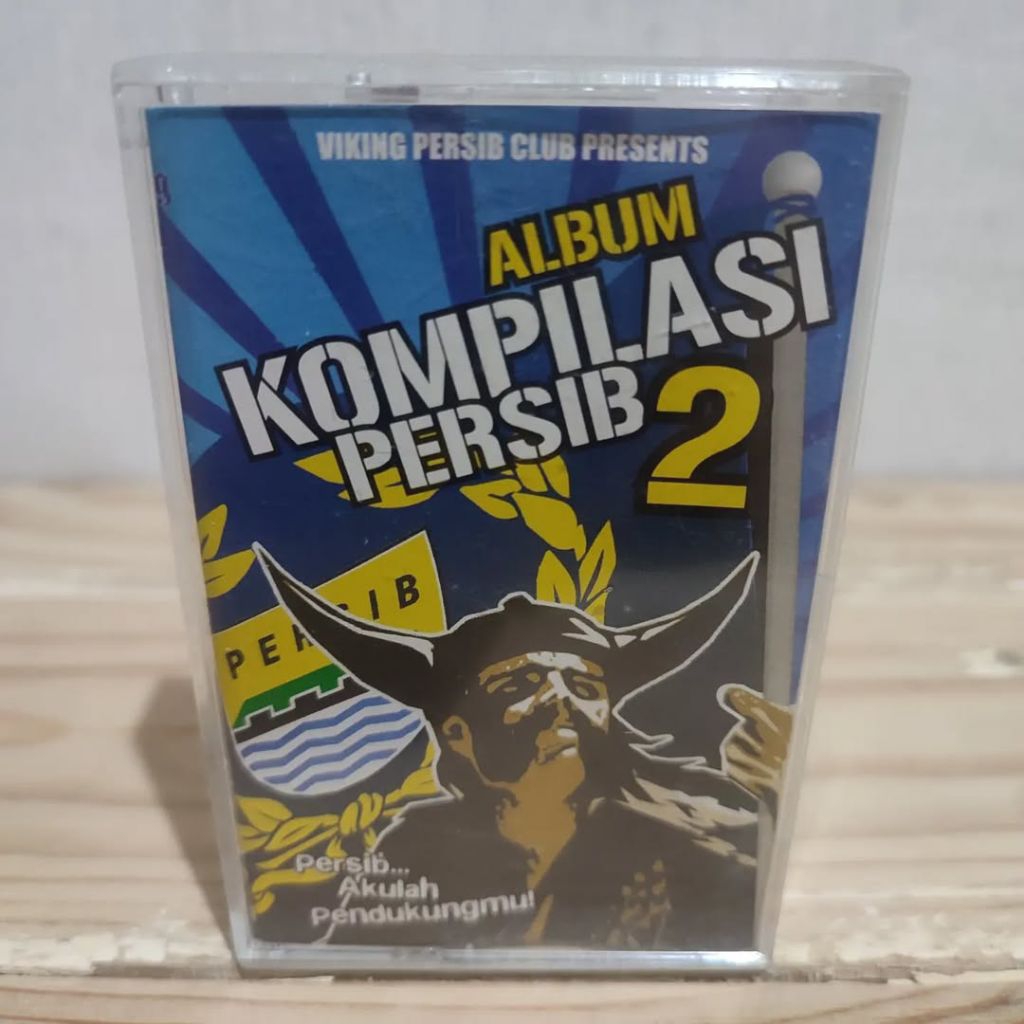 VIKING PERSIB CLUB PRESENTS
ALBUM
KOMPILASI
PERSIB 2
PERSIB
Persib...
Akulah
Pendukungmu!